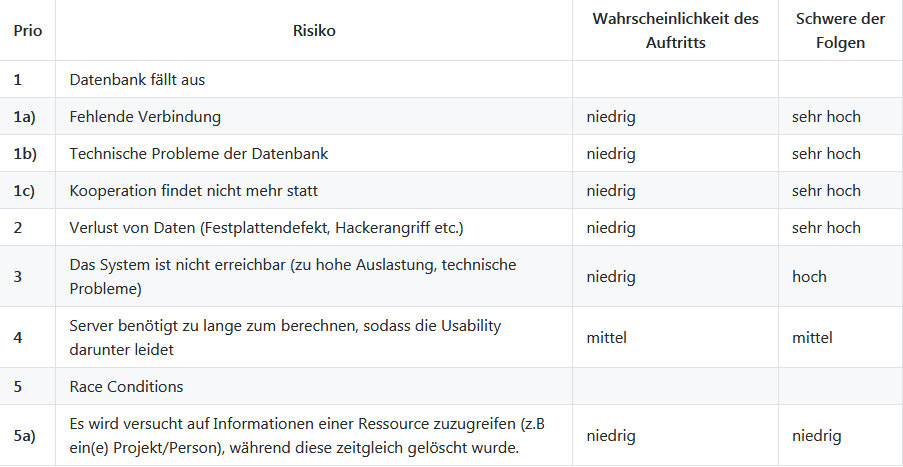 Prio Risiko Wahrscheinlichkeit des Auftritts Schwere der Folgen
1 Datenbank fällt aus
1a) Fehlende Verbindung niedrig sehr hoch
1b) Technische Probleme der Datenbank niedrig sehr hoch
1c) Kooperation findet nicht mehr statt niedrig sehr hoch
2 Verlust von Daten (Festplattendefekt, Hackerangriff etc.) niedrig sehr hoch
3 Das System ist nicht erreichbar (zu hohe Auslastung, technische
Probleme) niedrig hoch
4 Server benötigt zu lange zum berechnen, sodass die Usability
darunter leidet mittel mittel
5 Race Conditions
5a) Es wird versucht auf Informationen einer Ressource zuzugreifen (z.B
ein(e) Projekt/Person), während diese zeitgleich gelöscht wurde. niedrig niedrig